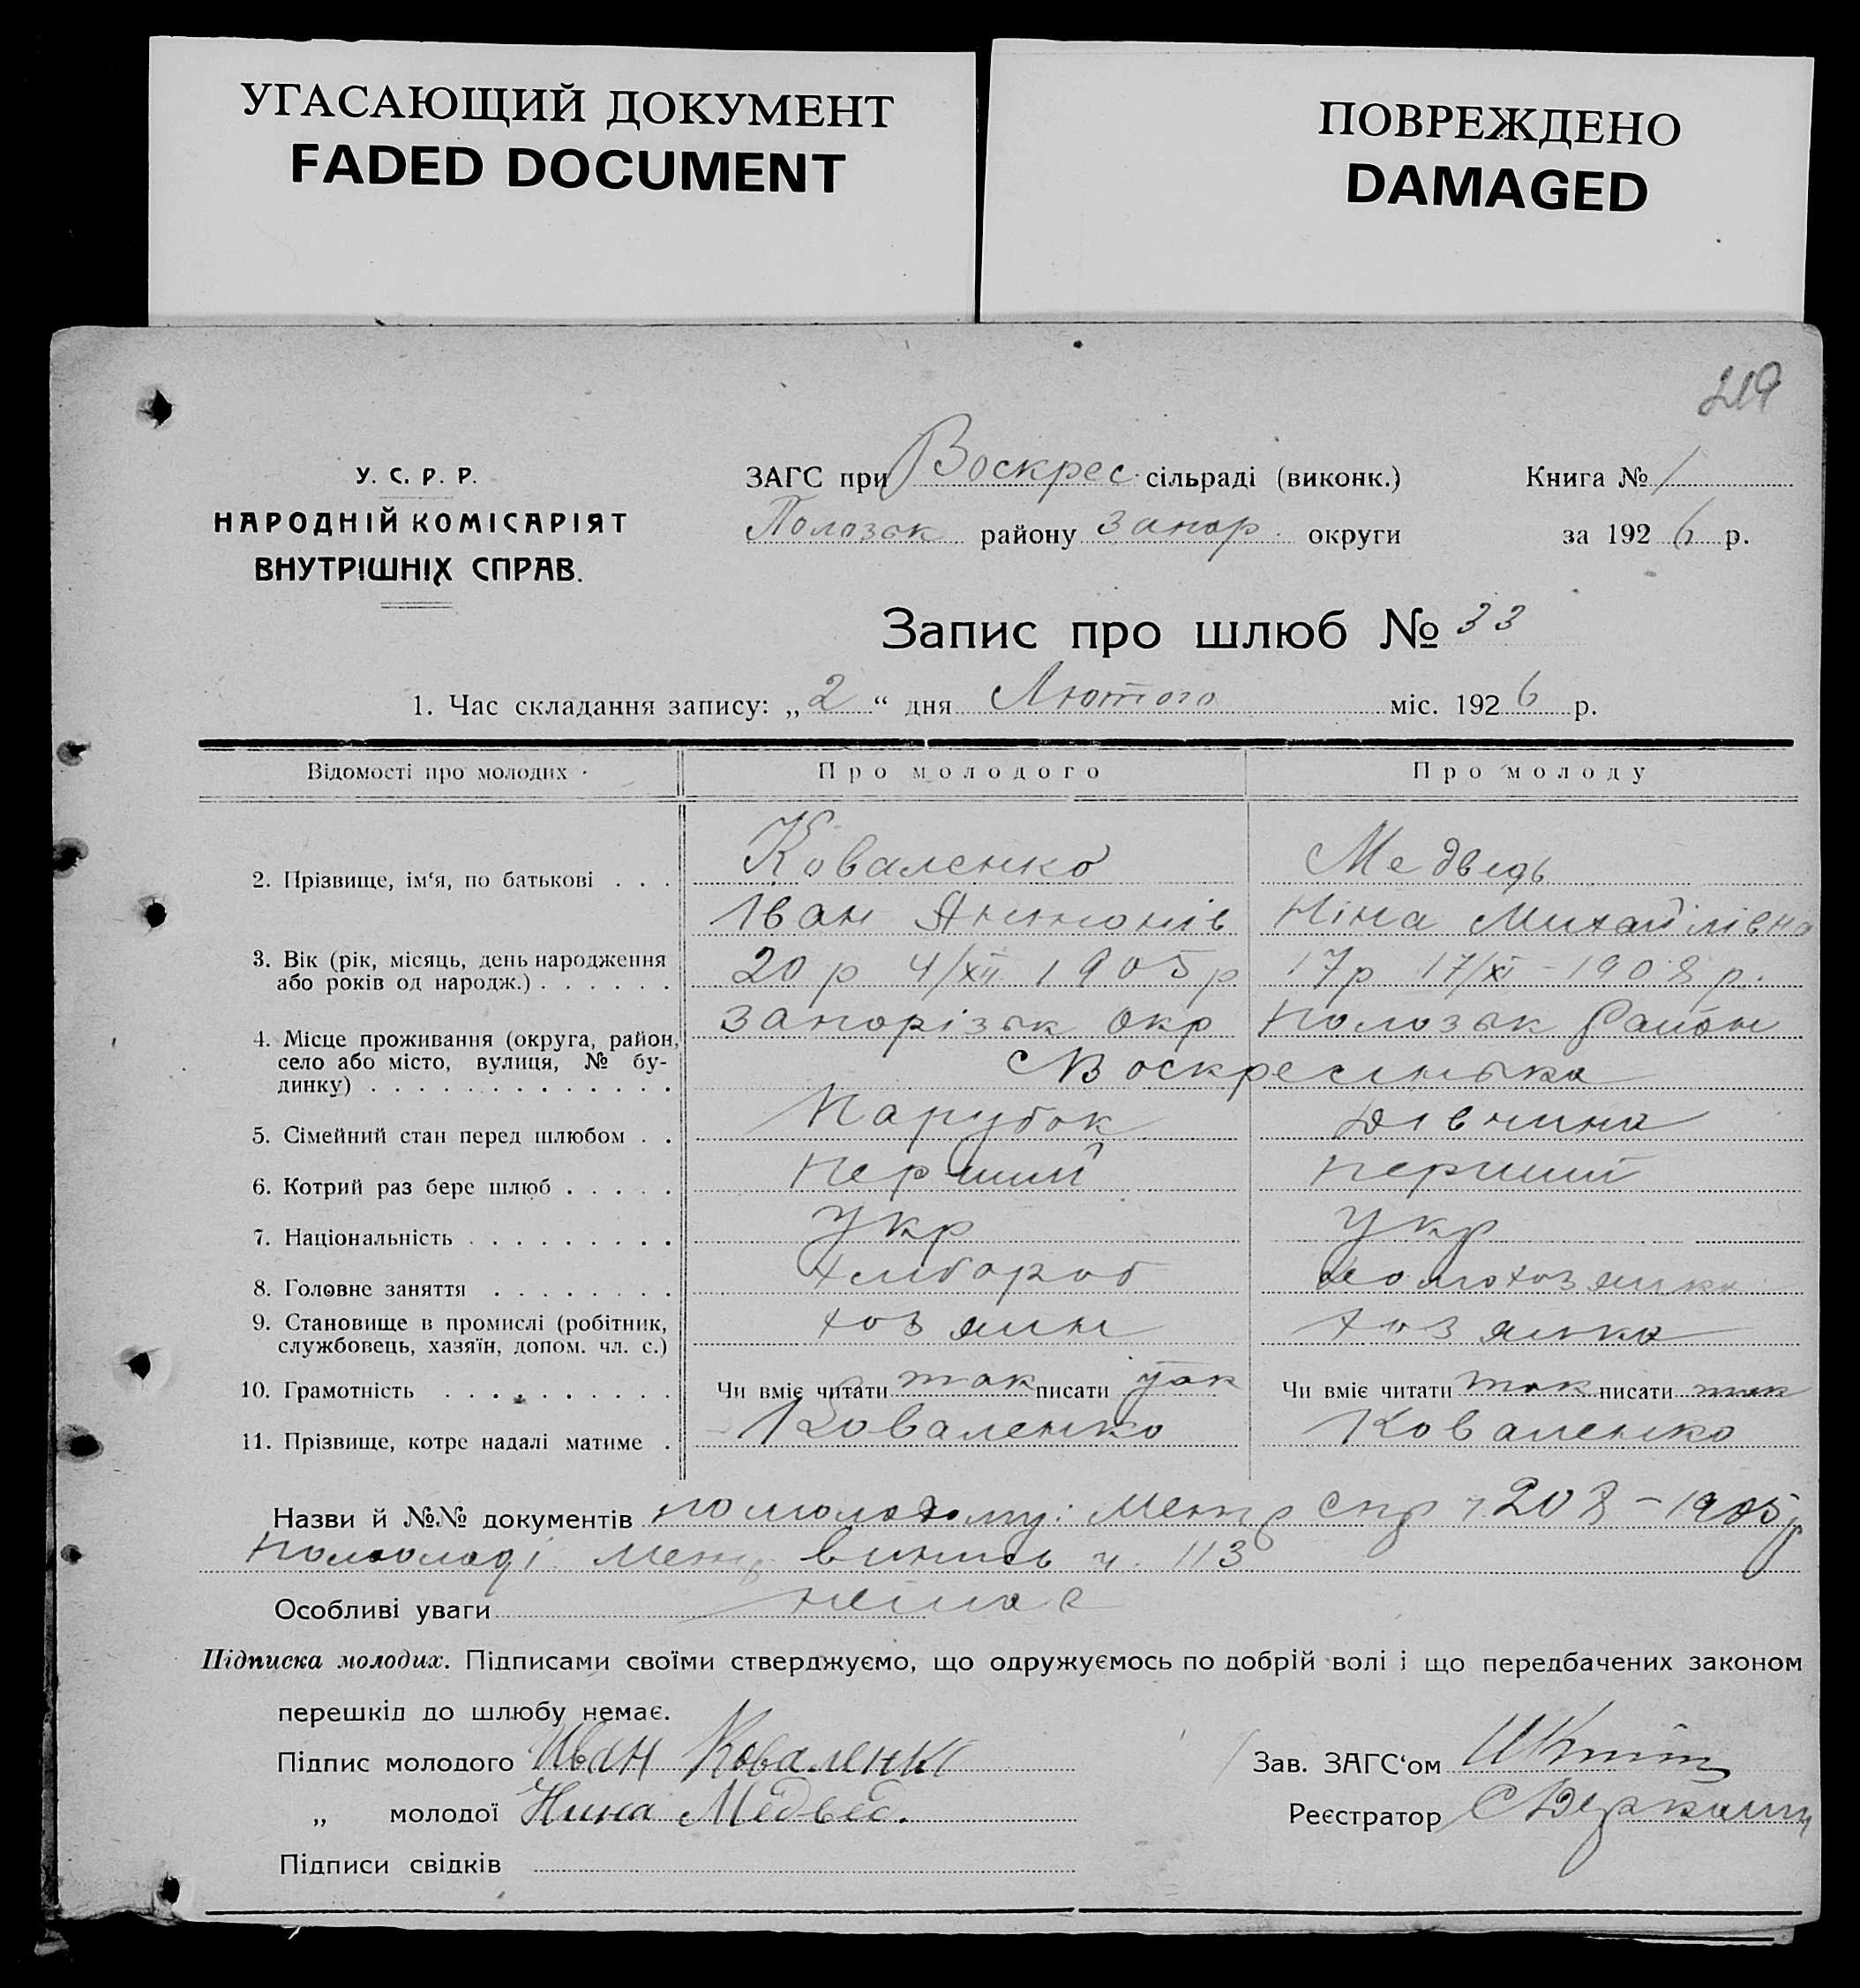 УГАСАЮЩИЙ ДОКУМЕНТ
FADED DOCUMENT
ПОВРЕЖДЕНО
DAMAGED
219
У. С. Р. Р.
НАРОДНІЙ КОМІСАРІЯТ
ВНУТРІШНІХ СПРАВ.
ЗАГС при Воскрес. сільраді (виконк.)
Полозьк району Запор. округи
Книга № 1
за 1926 р.
Запис про шлюб № 33
1. Час складання запису: „2“ дня Лютого міс. 1926 р.
Відомості про молодих
Про молодого
Про молоду
2. Прізвище, ім‘я, по батькові . . .
Коваленко
Медведь
Іван Антонів
Ніна Михайлівна
3. Вік (рік, місяць, день народження
або років од народж.) . . . . . .
20 р 4/XII 1905 р
17 р 17/XI - 1908 р.
4. Місце проживання (округа, район,
село або місто, вулиця, № бу-
динку) . . . . . . . . . . . . .
Запорізьк окр
Полозьк Район
с Воскресенька
5. Сімейний стан перед шлюбом . .
Парубок
Дівчина
6. Котрий раз бере шлюб . . . . .
перший
перший
7. Національність . . . . . . . . .
Укр
Укр
8. Головне заняття . . . . . . . .
хлібороб
домохозяйка
9. Становище в промислі (робітник,
службовець, хазяїн, допом. чл. с.)
хозяин
хозяйка
10. Грамотність . . . . . . . . . .
Чи вміє читати так писати так
Чи вміє читати так писати так
11. Прізвище, котре надалі матиме .
Коваленко
Коваленко
Назви й №№ документів по молодому: Метр спр ч 208 - 1905 р
по молоді Метр. випись ч. 113
Особливі уваги немає
Підписка молодих. Підписами своїми стверджуємо, що одружуємось по добрій волі і що передбачених законом
перешкід до шлюбу немає.
Підпис молодого Иван Коваленко
„ молодої Нина Медвед.
Підписи свідків
Зав. ЗАГС‘ом
Реєстратор